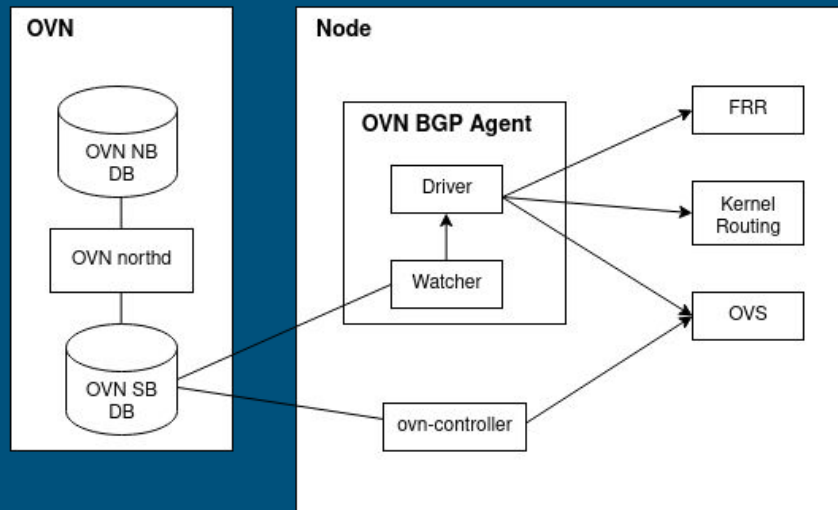 OVN
Node
OVN NB
DB
OVN northd
OVN SB
DB
OVN BGP Agent
Driver
Watcher
ovn-controller
FRR
Kernel
Routing
OVS